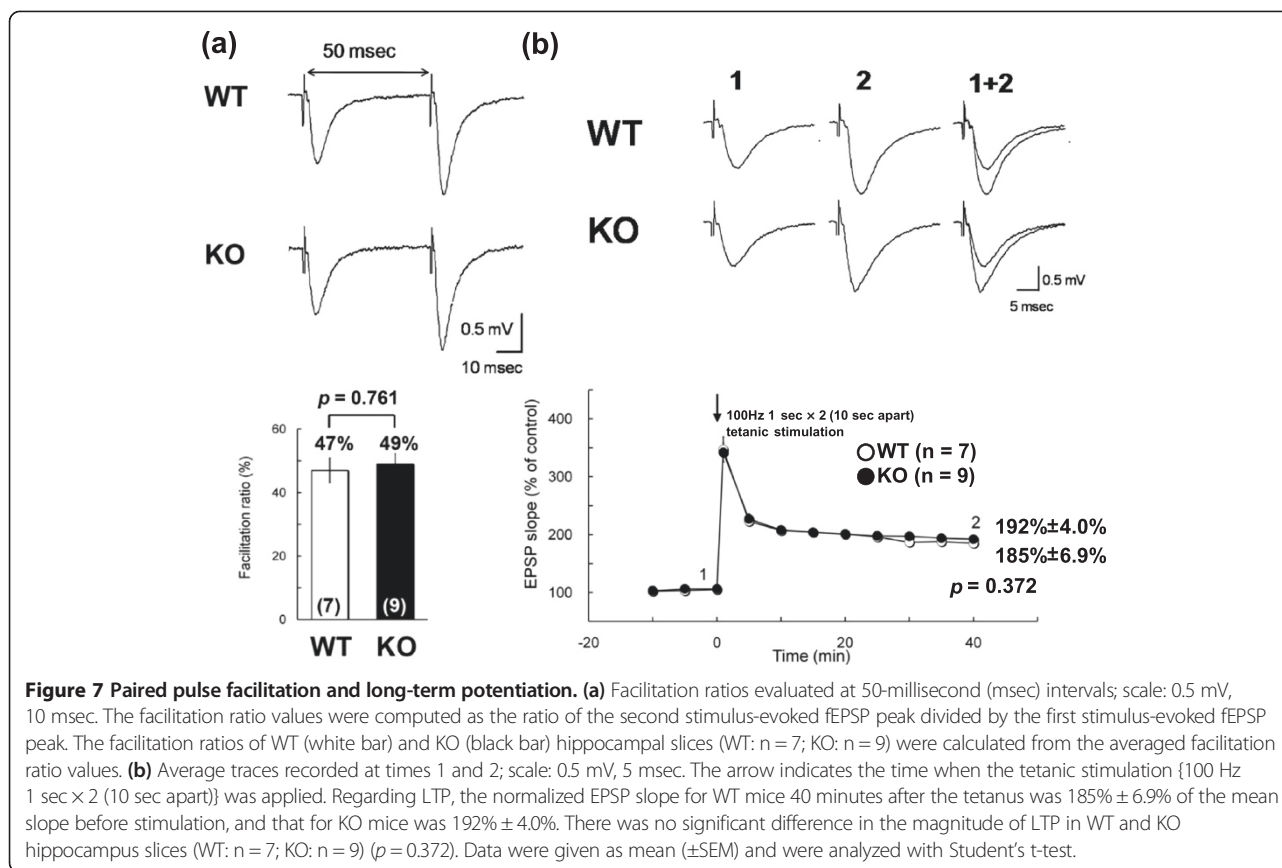 (a)
50 msec
WT
KO
0.5 mV
10 msec
p = 0.761
60
40
20
0
Facilitation ratio (%)
47%
49%
(7)
(9)
WT
KO
(b)
1
2
1+2
WT
KO
0.5 mV
5 msec
100Hz 1 sec × 2 (10 sec apart)
tetanic stimulation
WT (n = 7)
KO (n = 9)
400
300
200
100
EPSP slope (% of control)
1
2
192%±4.0%
185%±6.9%
p = 0.372
-20
0
20
40
Time (min)
Figure 7 Paired pulse facilitation and long-term potentiation. (a) Facilitation ratios evaluated at 50-millisecond (msec) intervals; scale: 0.5 mV,
10 msec. The facilitation ratio values were computed as the ratio of the second stimulus-evoked fEPSP peak divided by the first stimulus-evoked fEPSP
peak. The facilitation ratios of WT (white bar) and KO (black bar) hippocampal slices (WT: n = 7; KO: n = 9) were calculated from the averaged facilitation
ratio values. (b) Average traces recorded at times 1 and 2; scale: 0.5 mV, 5 msec. The arrow indicates the time when the tetanic stimulation {100 Hz
1 sec × 2 (10 sec apart)} was applied. Regarding LTP, the normalized EPSP slope for WT mice 40 minutes after the tetanus was 185% ± 6.9% of the mean
slope before stimulation, and that for KO mice was 192% ± 4.0%. There was no significant difference in the magnitude of LTP in WT and KO
hippocampus slices (WT: n = 7; KO: n = 9) (p = 0.372). Data were given as mean (±SEM) and were analyzed with Student's t-test.